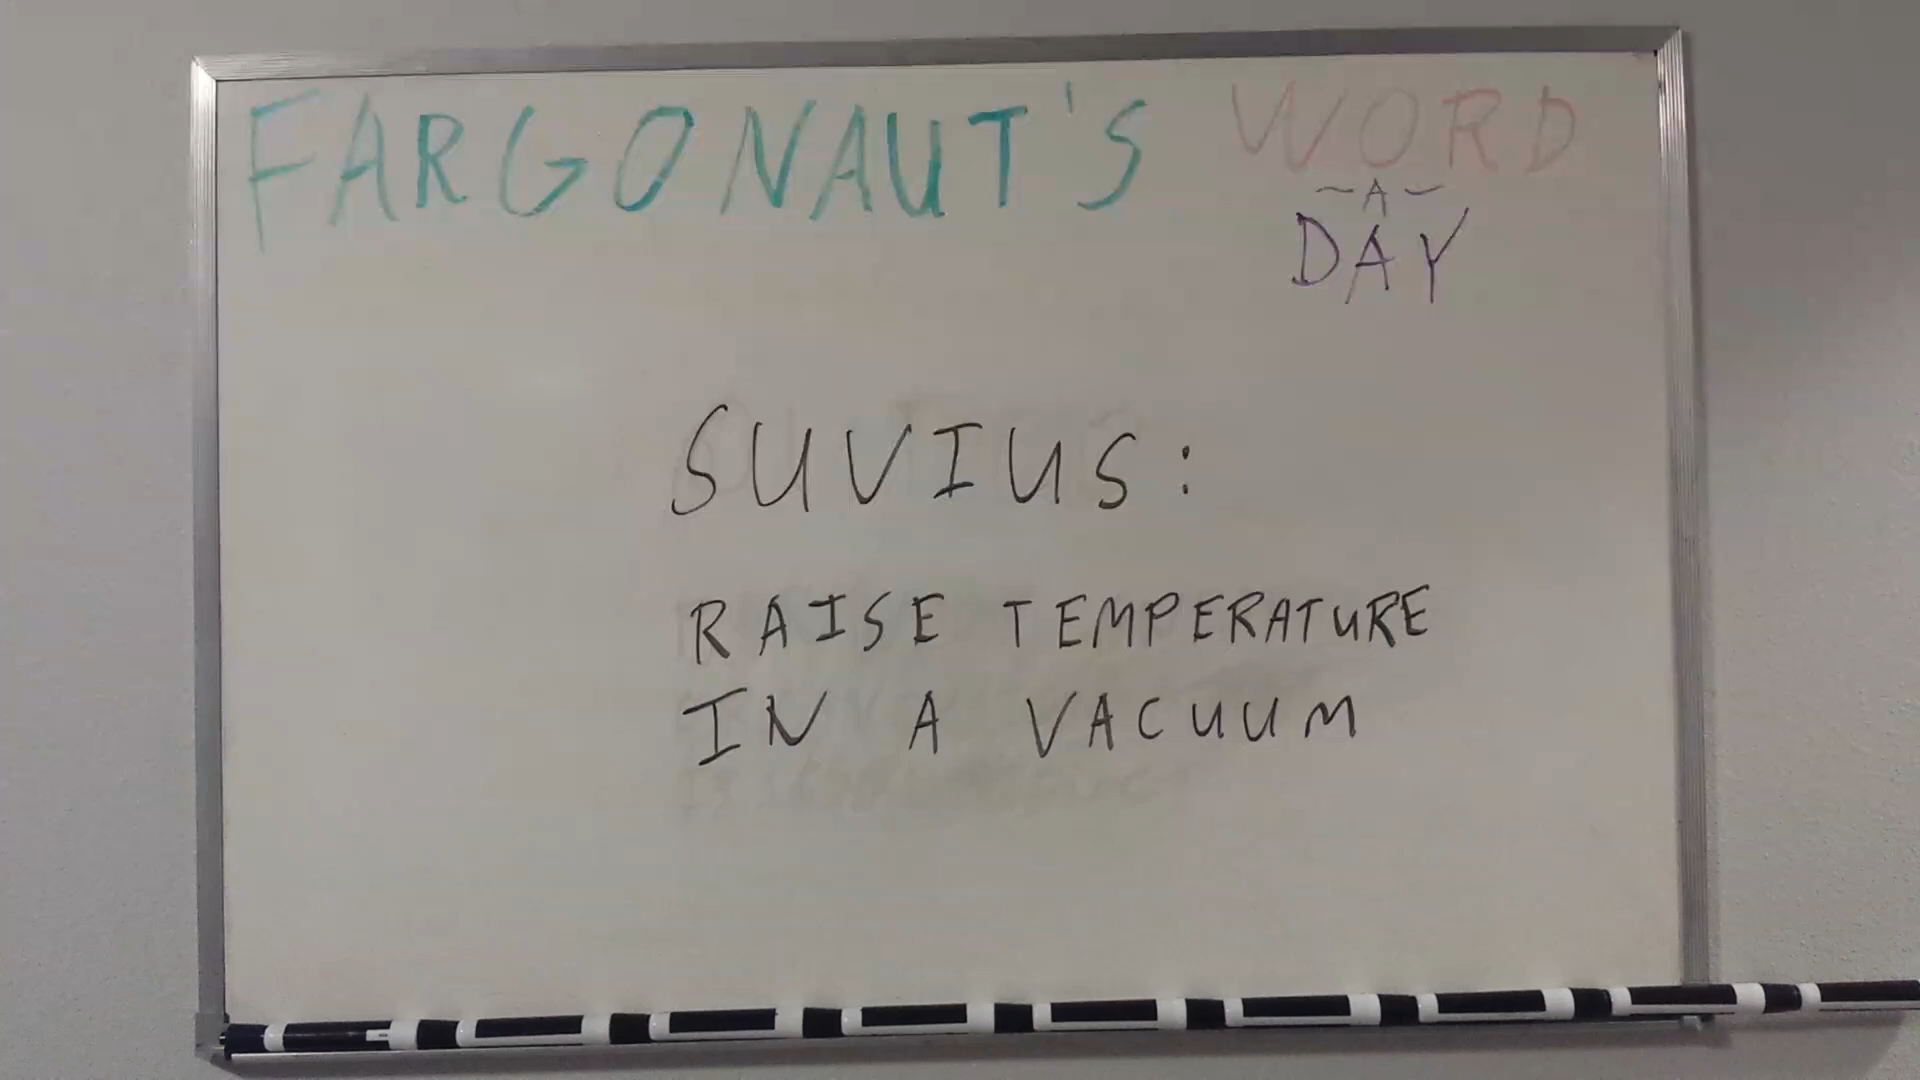 FARGONAUT'S WORD
~A~
DAY
SUVIUS:
RAISE TEMPERATURE
IN A VACUUM